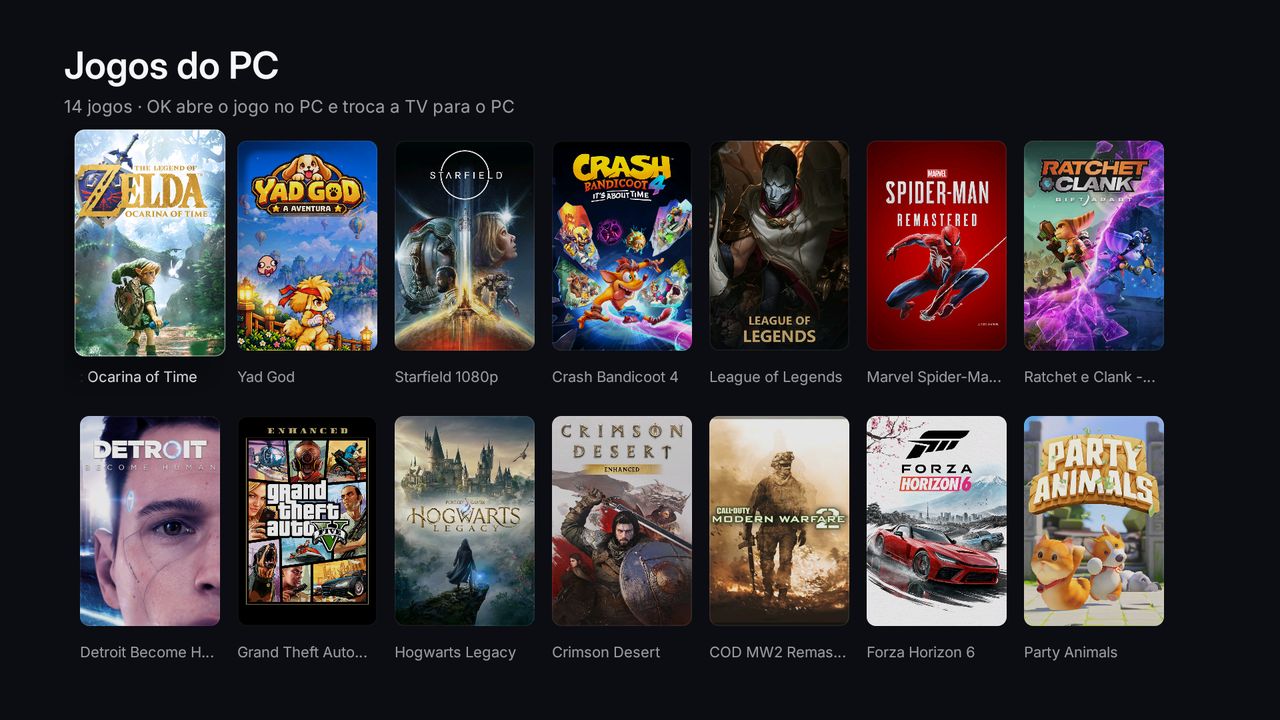 Jogos do PC
14 jogos · OK abre o jogo no PC e troca a TV para o PC
THE LEGEND OF
ZELDA
OCARINA OF TIME
YAD GOD
A AVENTURA
STARFIELD
CRASH
BANDICOOT 4
IT'S ABOUT TIME
LEAGUE OF
LEGENDS
MARVEL
SPIDER-MAN
REMASTERED
RATCHET
CLANK
RIFT APART
: Ocarina of Time
Yad God
Starfield 1080p
Crash Bandicoot 4
League of Legends
Marvel Spider-Ma...
Ratchet e Clank -...
DETROIT
BECOME HUMAN
ENHANCED
grand
theft
auto
V
CRIMSON
DESERT
ENHANCED
HOGWARTS
LEGACY
CALL OF DUTY
MODERN WARFARE
2
FORZA
HORIZON 6
PARTY
ANIMALS
Detroit Become H...
Grand Theft Auto...
Hogwarts Legacy
Crimson Desert
COD MW2 Remas...
Forza Horizon 6
Party Animals